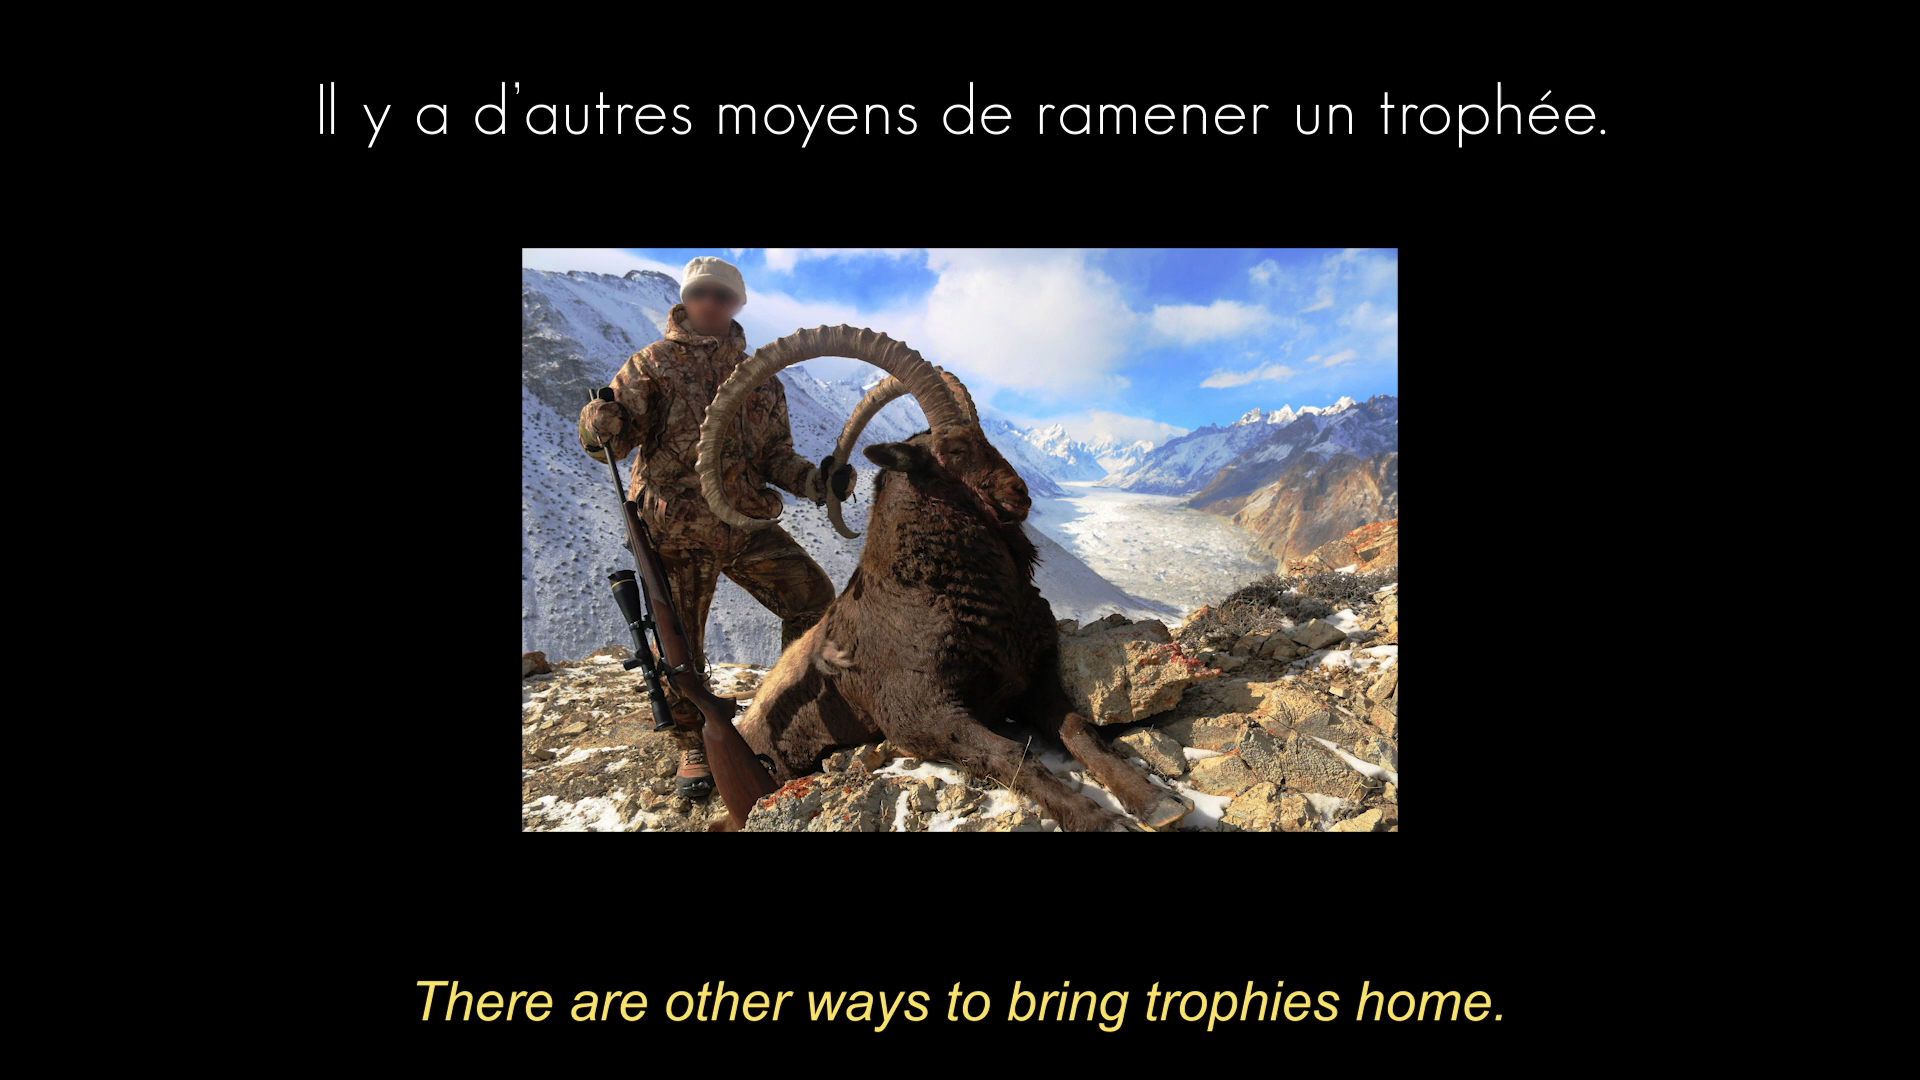 Il y a d’autres moyens de ramener un trophée.
There are other ways to bring trophies home.